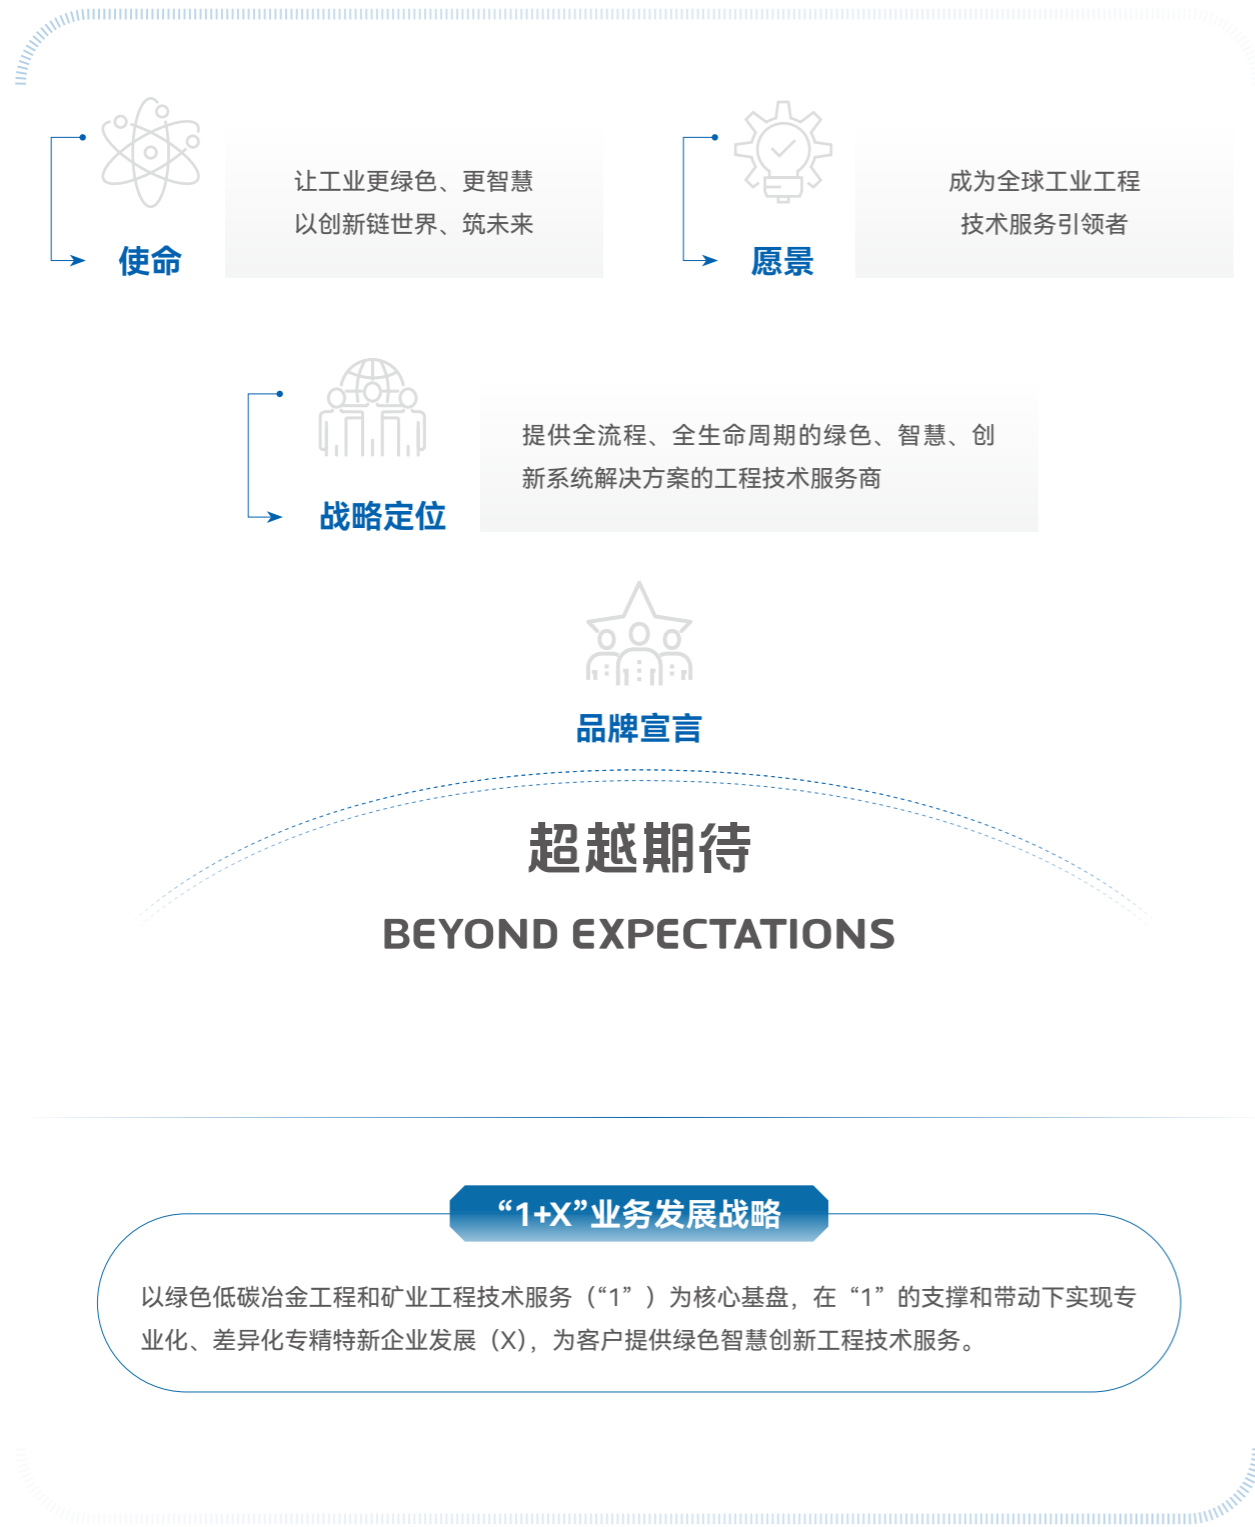 使命
让工业更绿色、更智慧
以创新链世界、筑未来
愿景
成为全球工业工程
技术服务引领者
战略定位
提供全流程、全生命周期的绿色、智慧、创
新系统解决方案的工程技术服务商
品牌宣言
超越期待
BEYOND EXPECTATIONS
“1+X”业务发展战略
以绿色低碳冶金工程和矿业工程技术服务（“1”）为核心基盘，在“1”的支撑和带动下实现专
业化、差异化专精特新企业发展（X），为客户提供绿色智慧创新工程技术服务。